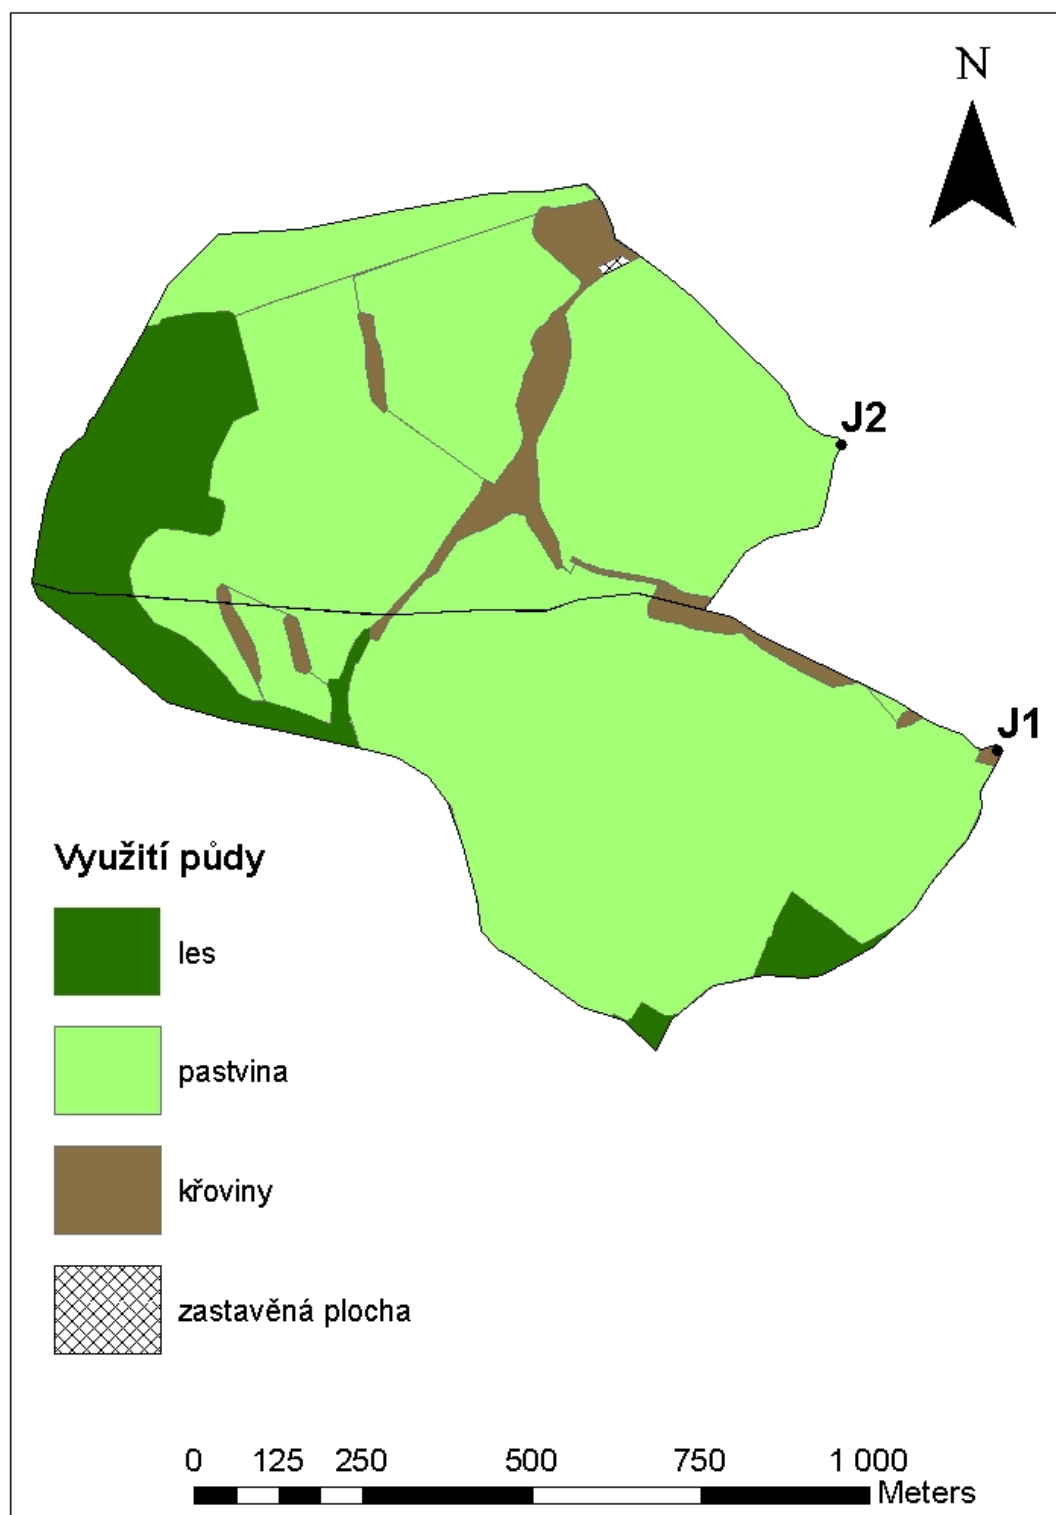 N
J2
J1
Využití půdy
les
pastvina
křoviny
zastavěná plocha
0 125 250 500 750 1 000
Meters